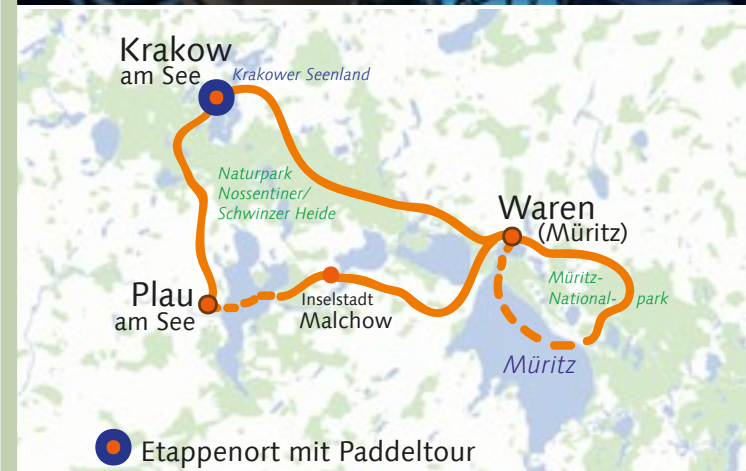 Krakow
am See
Krakower Seenland
Naturpark
Nossentiner/
Schwinzer Heide
Waren
(Müritz)
Müritz-
National- park
Plau
am See
Inselstadt
Malchow
Müritz
Etappenort mit Paddeltour